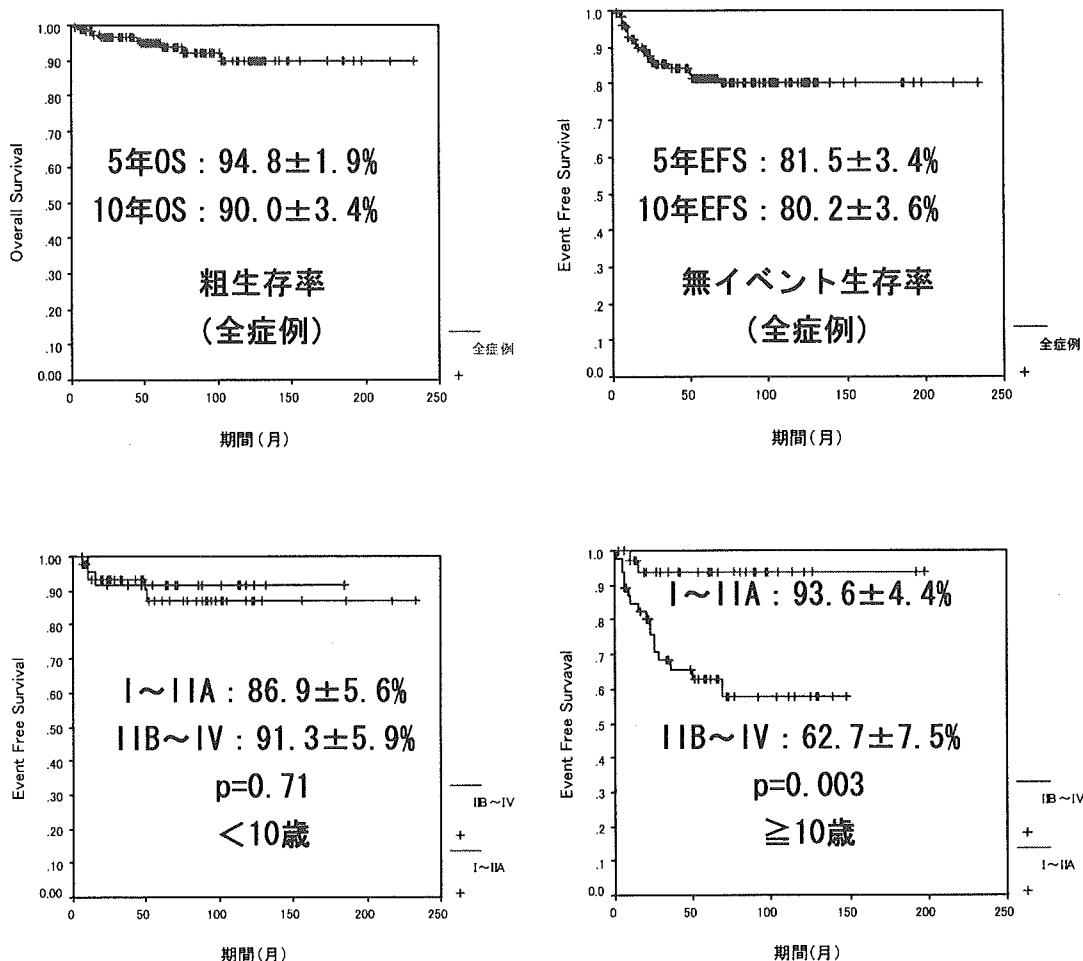 Overall Survival
1.00
.90
.80
.70
.60
.50
.40
.30
.20
.10
0.00
5年OS：94.8±1.9%
10年OS：90.0±3.4%
粗生存率
(全症例)
全症例
+
0 50 100 150 200 250
期間(月)
Event Free Survival
1.0
.9
.8
.7
.6
.5
.4
.3
.2
.1
0.0
5年EFS：81.5±3.4%
10年EFS：80.2±3.6%
無イベント生存率
(全症例)
全症例
+
0 50 100 150 200 250
期間(月)
Event Free Survival
1.00
.90
.80
.70
.60
.50
.40
.30
.20
.10
0.00
I～IIA：86.9±5.6%
IIB～IV：91.3±5.9%
p=0.71
＜10歳
IIB～IV
+
I～IIA
+
0 50 100 150 200 250
期間(月)
Event Free Survaval
1.0
.9
.8
.7
.6
.5
.4
.3
.2
.1
0.0
I～IIA：93.6±4.4%
IIB～IV：62.7±7.5%
p=0.003
≧10歳
IIB～IV
+
I～IIA
+
0 50 100 150 200 250
期間(月)